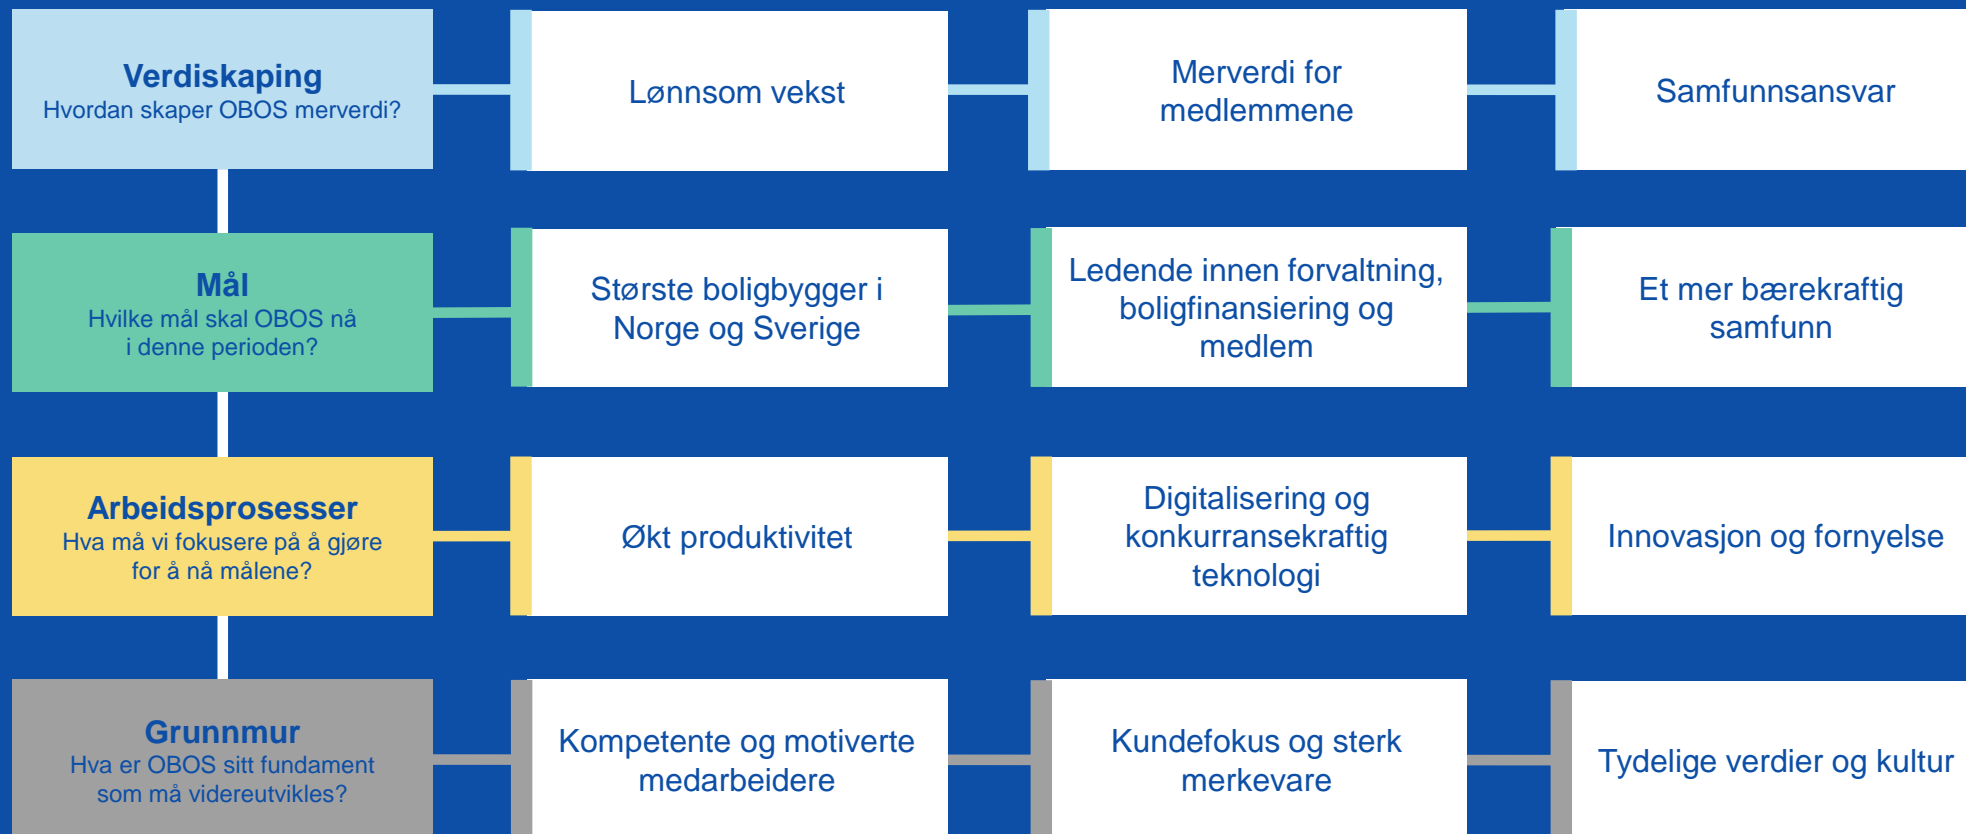 Verdiskaping
Hvordan skaper OBOS merverdi?
Lønnsom vekst
Merverdi for
medlemmene
Samfunnsansvar
Mål
Hvilke mål skal OBOS nå
i denne perioden?
Største boligbygger i
Norge og Sverige
Ledende innen forvaltning,
boligfinansiering og
medlem
Et mer bærekraftig
samfunn
Arbeidsprosesser
Hva må vi fokusere på å gjøre
for å nå målene?
Økt produktivitet
Digitalisering og
konkurransekraftig
teknologi
Innovasjon og fornyelse
Grunnmur
Hva er OBOS sitt fundament
som må videreutvikles?
Kompetente og motiverte
medarbeidere
Kundefokus og sterk
merkevare
Tydelige verdier og kultur